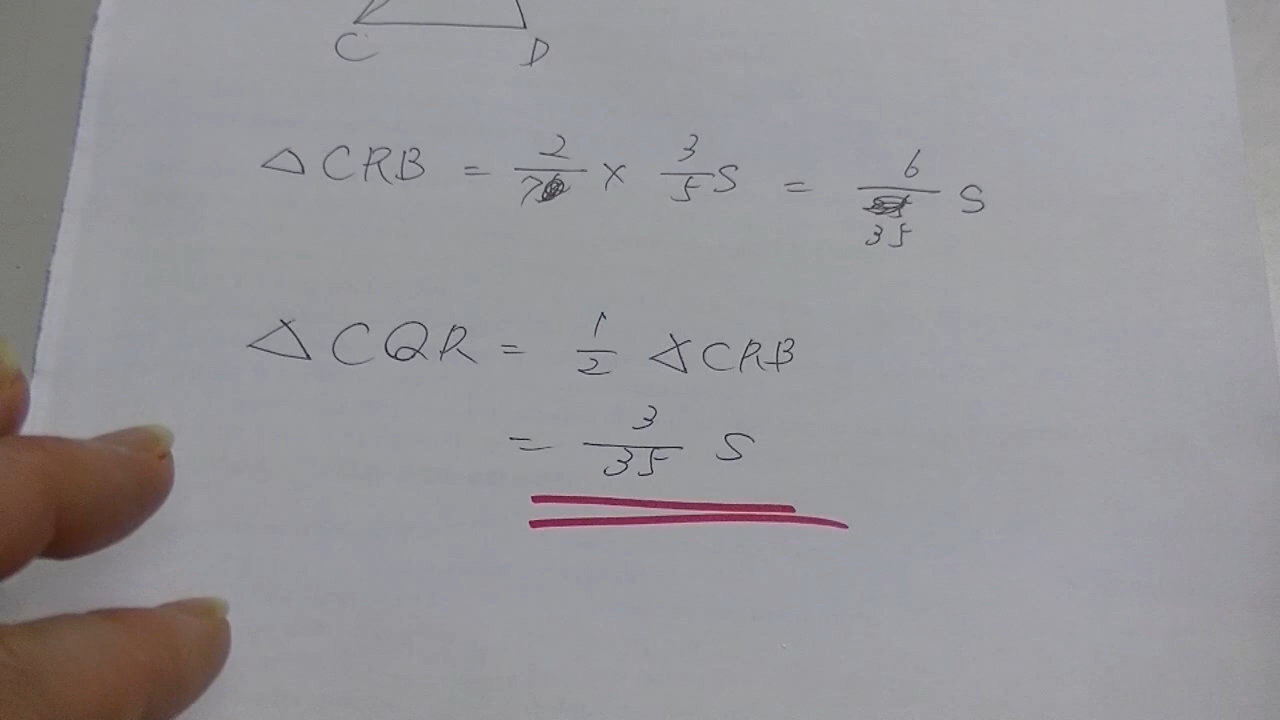 C D
△CRB = 2/7 × 3/5 S = 6/35 S
△CQR = 1/2 △CRB
= 3/35 S